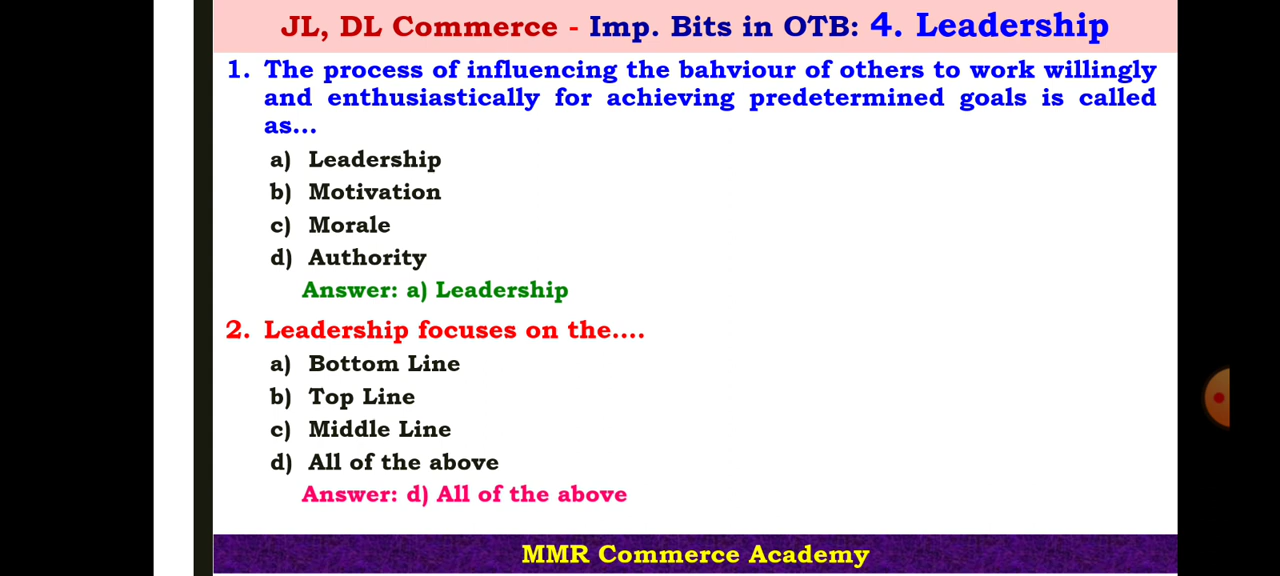 JL, DL Commerce - Imp. Bits in OTB: 4. Leadership
1. The process of influencing the bahviour of others to work willingly
and enthusiastically for achieving predetermined goals is called
as...
a) Leadership
b) Motivation
c) Morale
d) Authority
Answer: a) Leadership
2. Leadership focuses on the....
a) Bottom Line
b) Top Line
c) Middle Line
d) All of the above
Answer: d) All of the above
MMR Commerce Academy